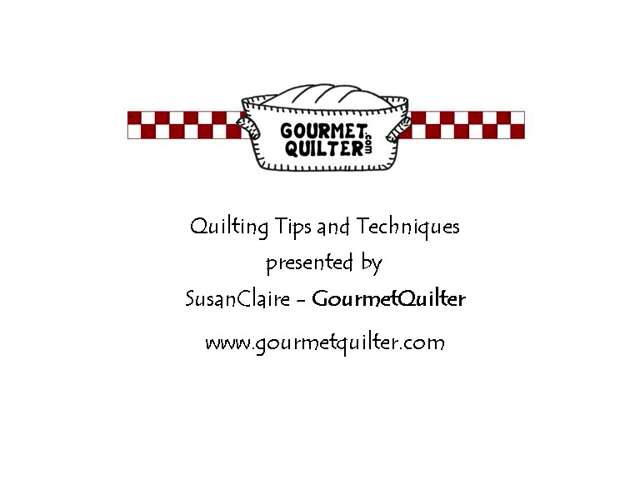 GOURMET
QUILTER.com
Quilting Tips and Techniques
presented by
SusanClaire - GourmetQuilter
www.gourmetquilter.com